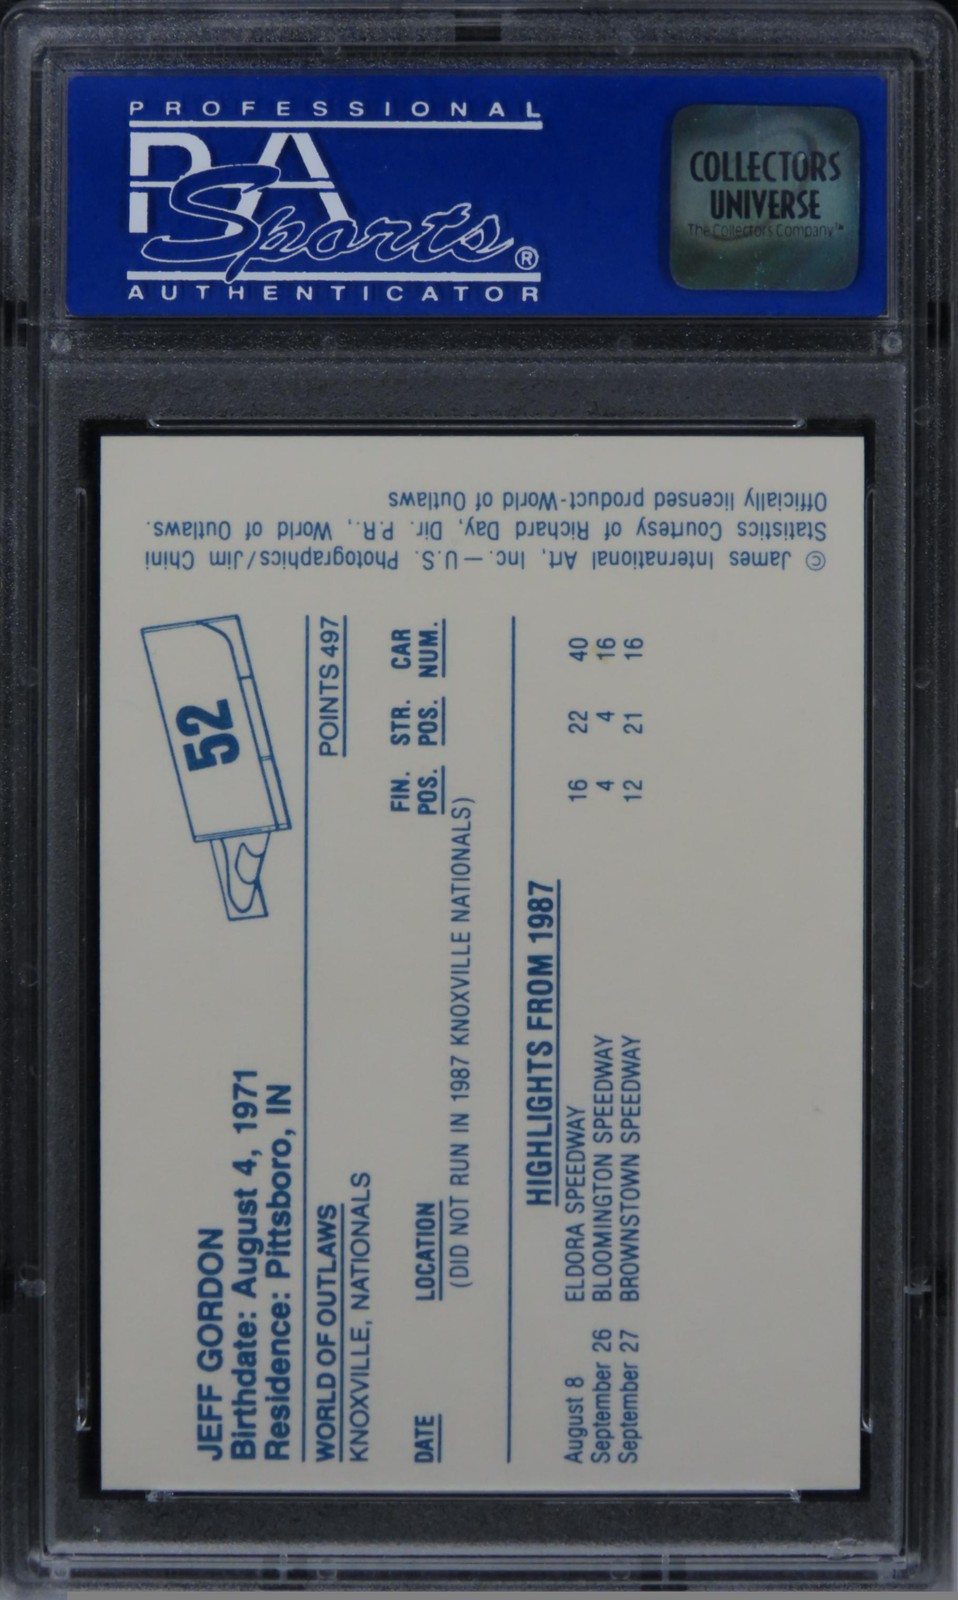 PROFESSIONAL
PSA
Sports®
AUTHENTICATOR
COLLECTORS
UNIVERSE
The Collectors Company™
52
JEFF GORDON
Birthdate: August 4, 1971
Residence: Pittsboro, IN
WORLD OF OUTLAWS POINTS 497
KNOXVILLE, NATIONALS
DATE LOCATION FIN. POS. STR. POS. CAR NUM.
(DID NOT RUN IN 1987 KNOXVILLE NATIONALS)
HIGHLIGHTS FROM 1987
August 8 ELDORA SPEEDWAY 16 22 40
September 26 BLOOMINGTON SPEEDWAY 4 4 16
September 27 BROWNSTOWN SPEEDWAY 12 21 16
© James International Art, Inc.—U.S. Photographics/Jim Chini
Statistics Courtesy of Richard Day, Dir. P.R., World of Outlaws.
Officially licensed product-World of Outlaws